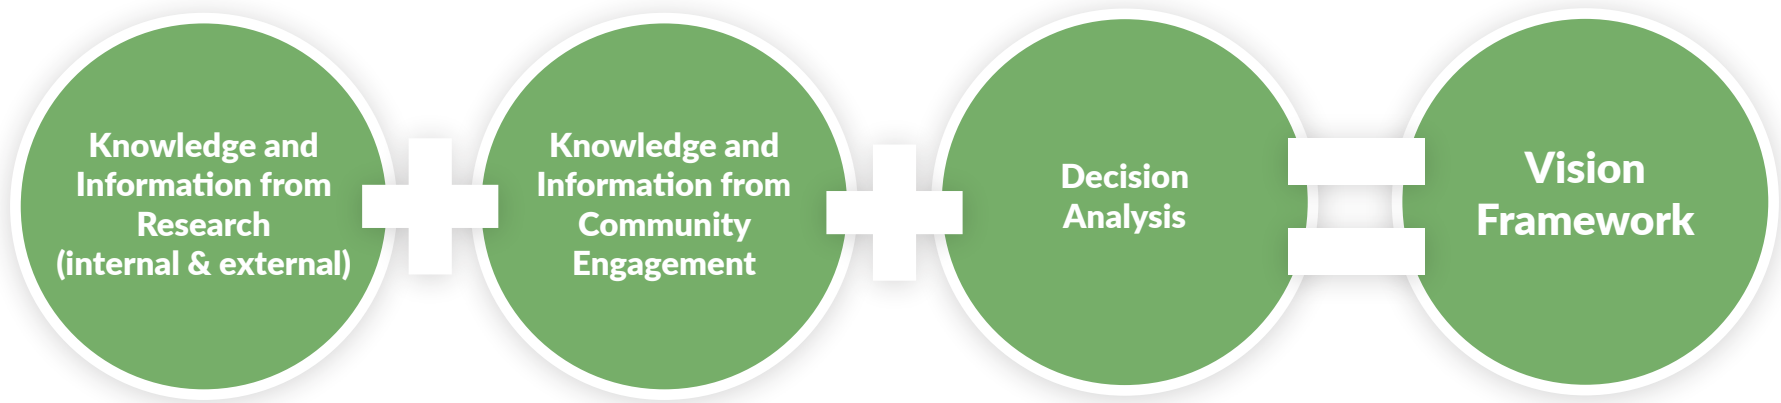 Knowledge and
Information from
Research
(internal & external)
Knowledge and
Information from
Community
Engagement
Decision
Analysis
Vision
Framework